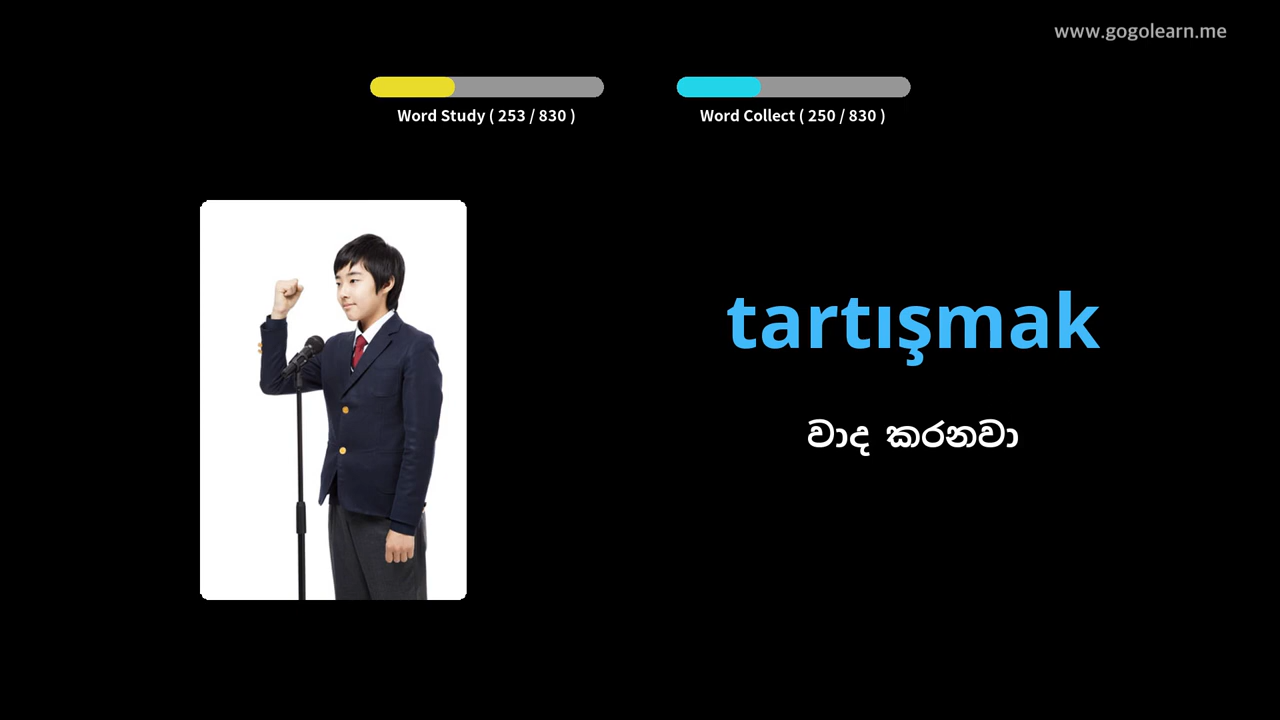 www.gogolearn.me
Word Study ( 253 / 830 )
Word Collect ( 250 / 830 )
tartışmak
වාද කරනවා